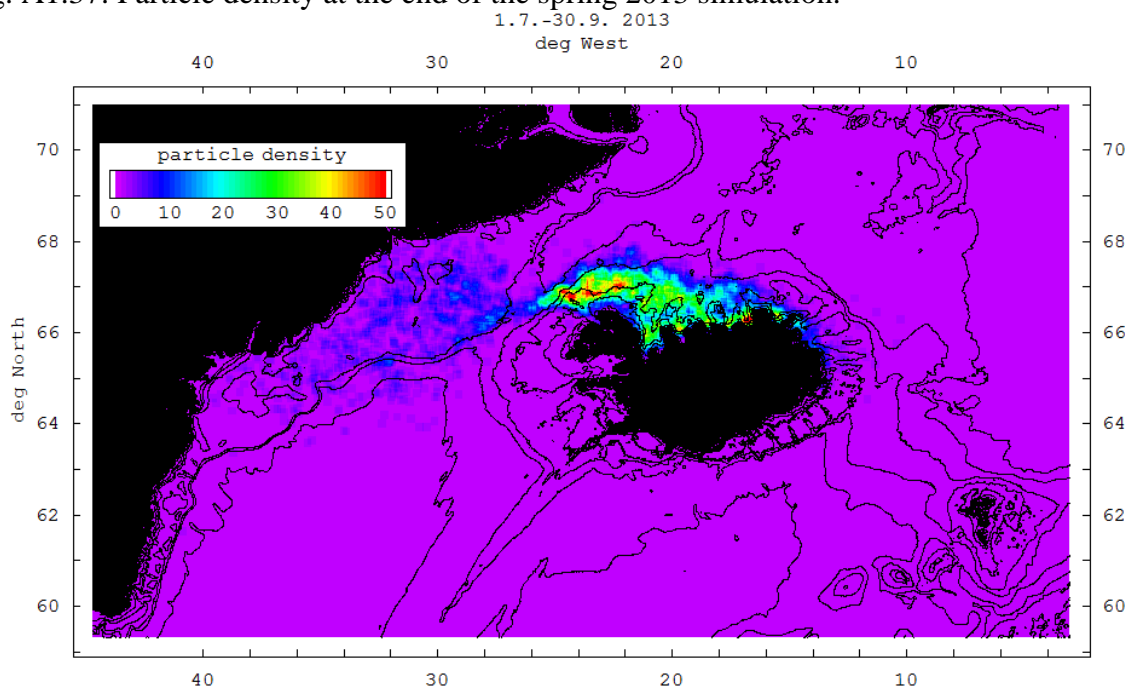 g. A1.37. Particle density at the end of the spring 2013 simulation.
1.7.-30.9. 2013
deg West
40 30 20 10
particle density
0 10 20 30 40 50
deg North
70 70
68 68
66 66
64 64
62 62
60 60
40 30 20 10